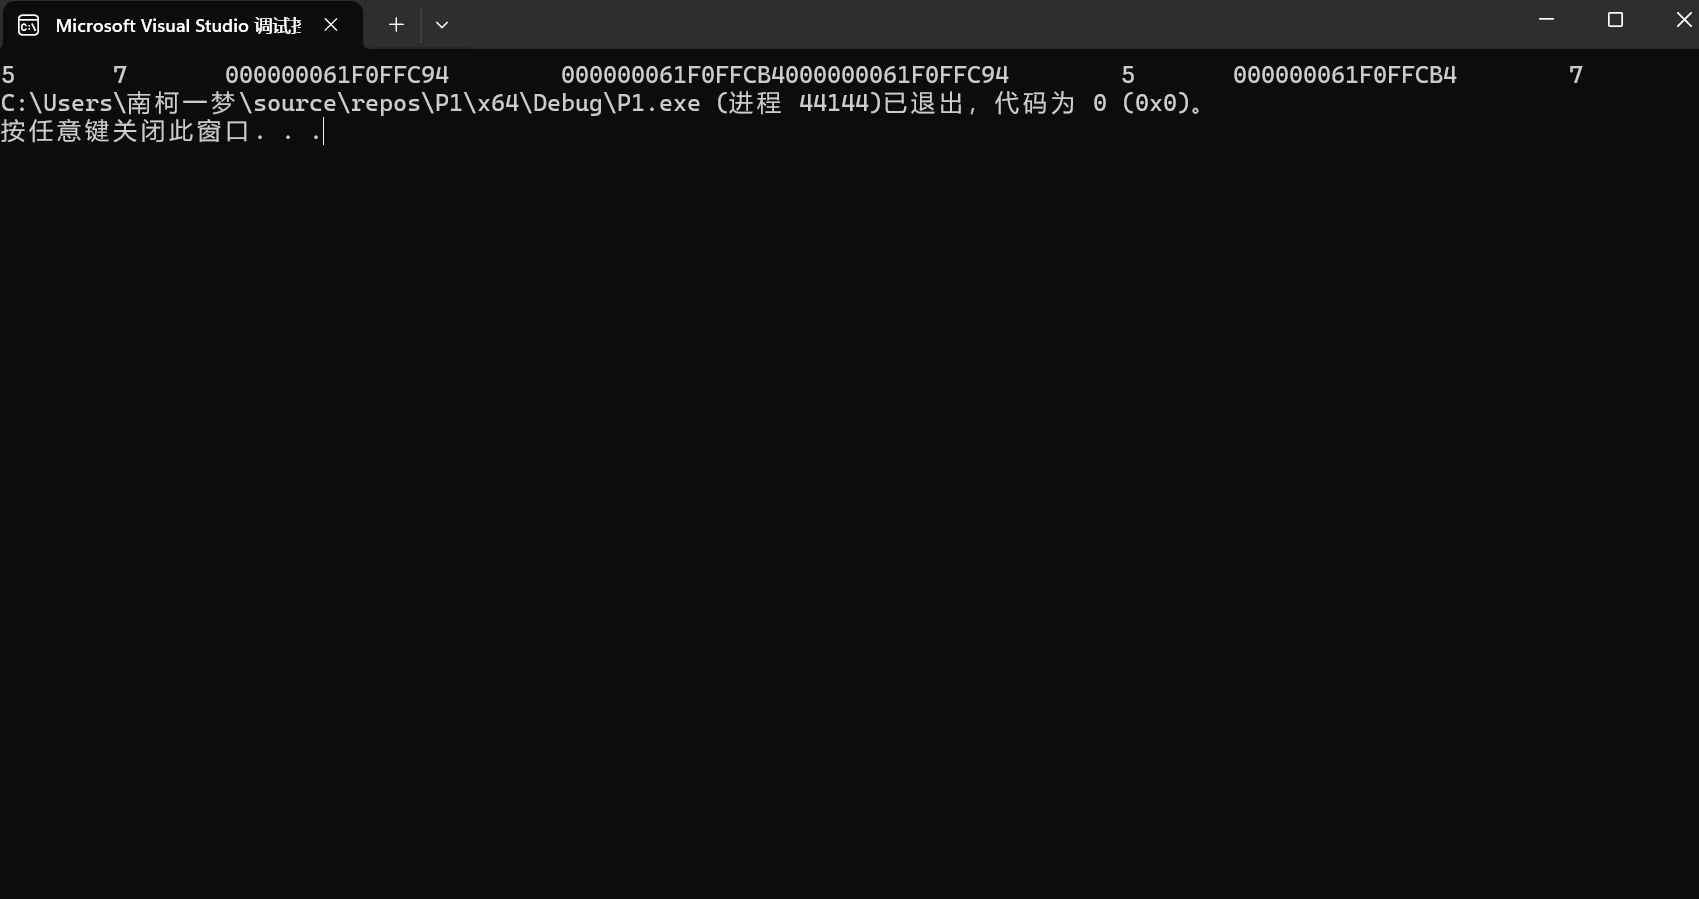 Microsoft Visual Studio 调试
5 7 000000061F0FFC94 000000061F0FFCB4000000061F0FFC94 5 000000061F0FFCB4 7
C:\Users\南柯一梦\source\repos\P1\x64\Debug\P1.exe (进程 44144)已退出，代码为 0 (0x0)。
按任意键关闭此窗口. . .